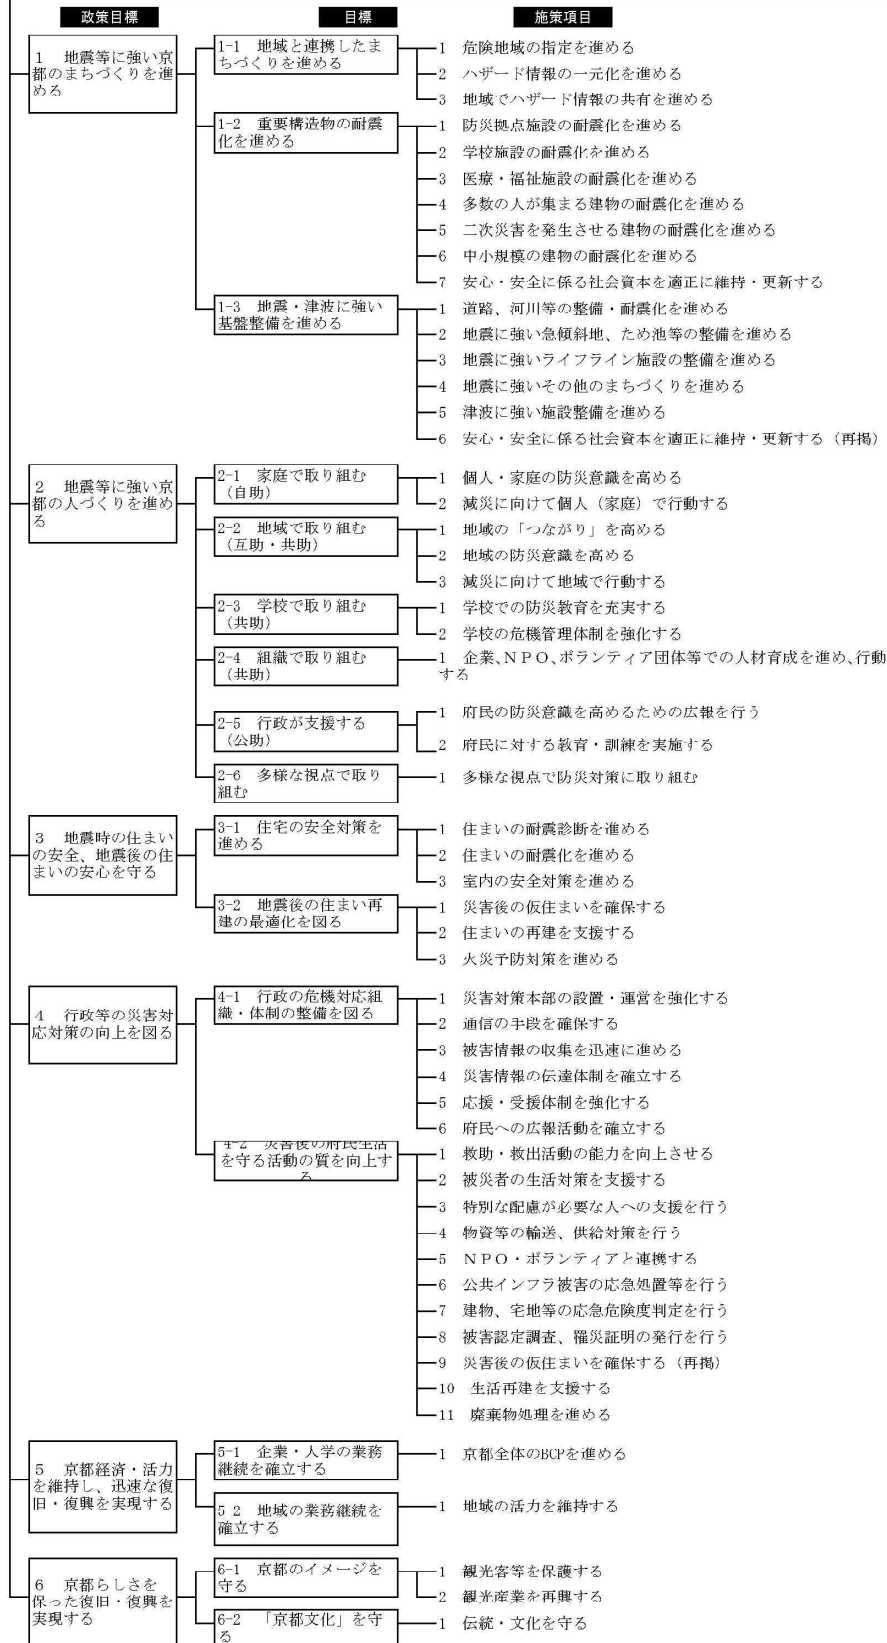 政策目標
目標
施策項目
1 地震等に強い京
都のまちづくりを進
める
1-1 地域と連携したま
ちづくりを進める
1 危険地域の指定を進める
2 ハザード情報の一元化を進める
3 地域でハザード情報の共有を進める
1-2 重要構造物の耐震
化を進める
1 防災拠点施設の耐震化を進める
2 学校施設の耐震化を進める
3 医療・福祉施設の耐震化を進める
4 多数の人が集まる建物の耐震化を進める
5 二次災害を発生させる建物の耐震化を進める
6 中小規模の建物の耐震化を進める
7 安心・安全に係る社会資本を適正に維持・更新する
1-3 地震・津波に強い
基盤整備を進める
1 道路、河川等の整備・耐震化を進める
2 地震に強い急傾斜地、ため池等の整備を進める
3 地震に強いライフライン施設の整備を進める
4 地震に強いその他のまちづくりを進める
5 津波に強い施設整備を進める
6 安心・安全に係る社会資本を適正に維持・更新する（再掲）
2 地震等に強い京
都の人づくりを進め
る
2-1 家庭で取り組む
（自助）
1 個人・家庭の防災意識を高める
2 減災に向けて個人（家庭）で行動する
2-2 地域で取り組む
（互助・共助）
1 地域の「つながり」を高める
2 地域の防災意識を高める
3 減災に向けて地域で行動する
2-3 学校で取り組む
（共助）
1 学校での防災教育を充実する
2 学校の危機管理体制を強化する
2-4 組織で取り組む
（共助）
1 企業、ＮＰＯ、ボランティア団体等での人材育成を進め、行動
する
2-5 行政が支援する
（公助）
1 府民の防災意識を高めるための広報を行う
2 府民に対する教育・訓練を実施する
2-6 多様な視点で取り
組む
1 多様な視点で防災対策に取り組む
3 地震時の住まい
の安全、地震後の住
まいの安心を守る
3-1 住宅の安全対策を
進める
1 住まいの耐震診断を進める
2 住まいの耐震化を進める
3 室内の安全対策を進める
3-2 地震後の住まい再
建の最適化を図る
1 災害後の仮住まいを確保する
2 住まいの再建を支援する
3 火災予防対策を進める
4 行政等の災害対
応対策の向上を図る
4-1 行政の危機対応組
織・体制の整備を図る
1 災害対策本部の設置・運営を強化する
2 通信の手段を確保する
3 被害情報の収集を迅速に進める
4 災害情報の伝達体制を確立する
5 応援・受援体制を強化する
6 府民への広報活動を確立する
4-2 災害後の府民生活
を守る活動の質を向上す
る
1 救助・救出活動の能力を向上させる
2 被災者の生活対策を支援する
3 特別な配慮が必要な人への支援を行う
4 物資等の輸送、供給対策を行う
5 ＮＰＯ・ボランティアと連携する
6 公共インフラ被害の応急処置等を行う
7 建物、宅地等の応急危険度判定を行う
8 被害認定調査、罹災証明の発行を行う
9 災害後の仮住まいを確保する（再掲）
10 生活再建を支援する
11 廃棄物処理を進める
5 京都経済・活力
を維持し、迅速な復
旧・復興を実現する
5-1 企業・大学の業務
継続を確立する
1 京都全体のBCPを進める
5 2 地域の業務継続を
確立する
1 地域の活力を維持する
6 京都らしさを
保った復旧・復興を
実現する
6-1 京都のイメージを
守る
1 観光客等を保護する
2 観光産業を再興する
6-2 「京都文化」を守
る
1 伝統・文化を守る